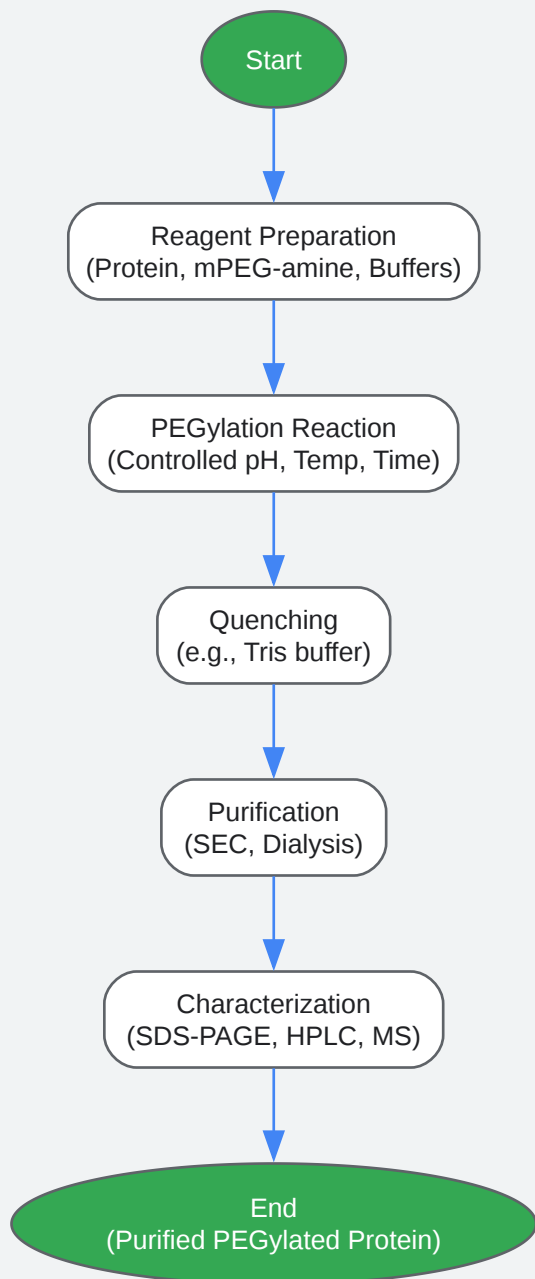 Start
Reagent Preparation
(Protein, mPEG-amine, Buffers)
PEGylation Reaction
(Controlled pH, Temp, Time)
Quenching
(e.g., Tris buffer)
Purification
(SEC, Dialysis)
Characterization
(SDS-PAGE, HPLC, MS)
End
(Purified PEGylated Protein)